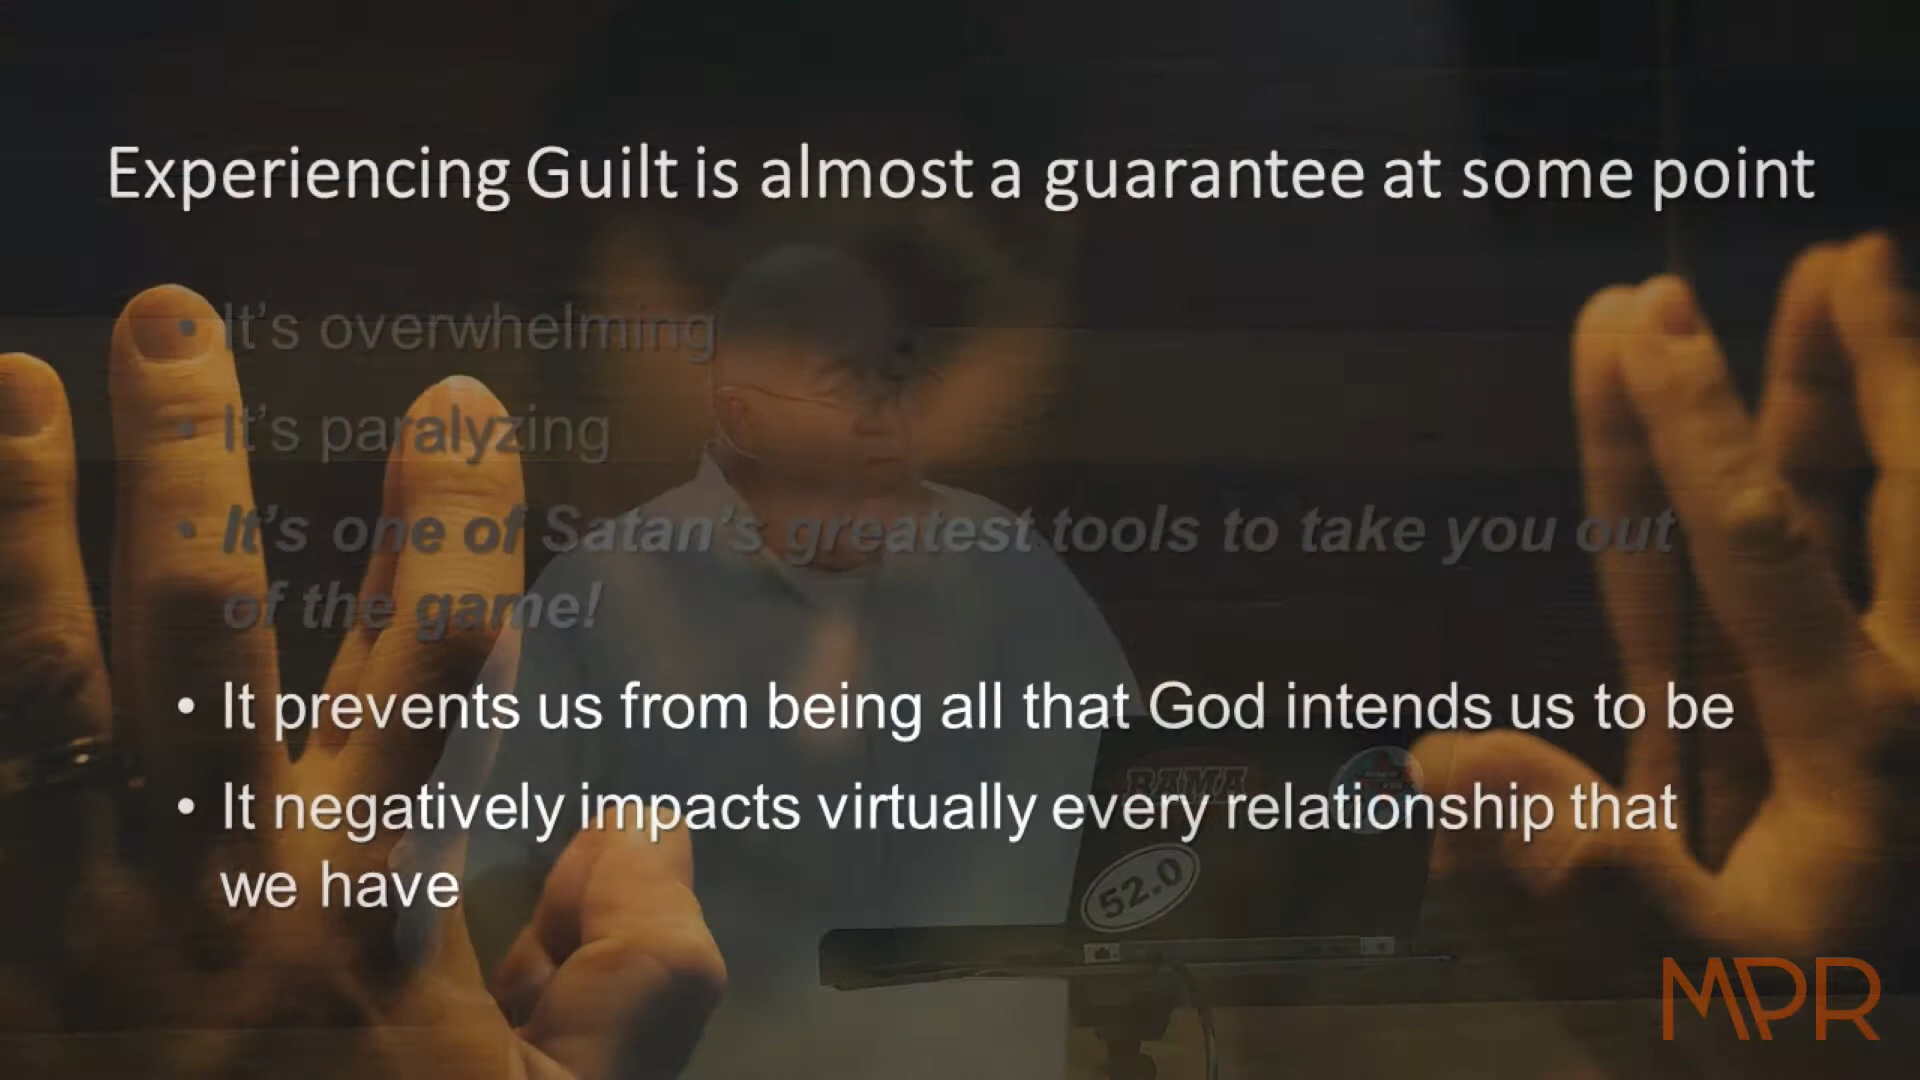 Experiencing Guilt is almost a guarantee at some point
• It's overwhelming
• It's paralyzing
• It's one of Satan's greatest tools to take you out
of the game!
• It prevents us from being all that God intends us to be
• It negatively impacts virtually every relationship that
we have
BAMA
52.0
MPR